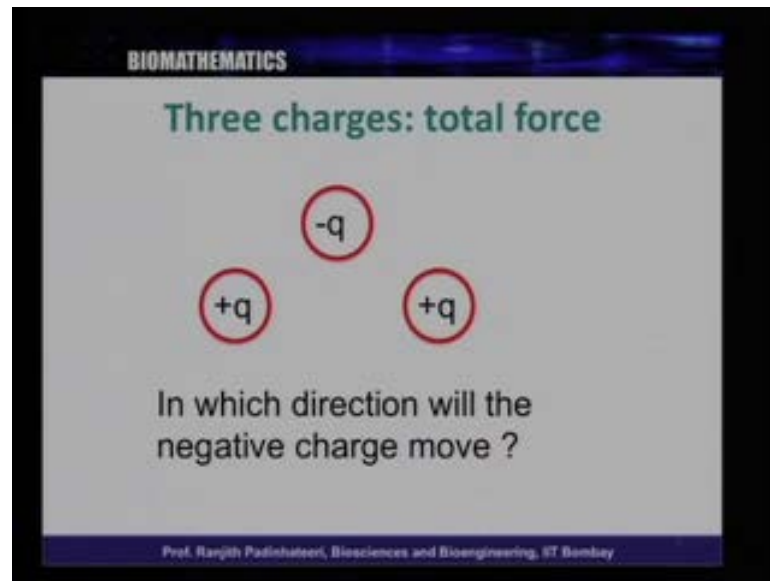 BIOMATHEMATICS
Three charges: total force
-q
+q +q
In which direction will the
negative charge move ?
Prof. Ranjith Padinhateeri, Biosciences and Bioengineering, IIT Bombay